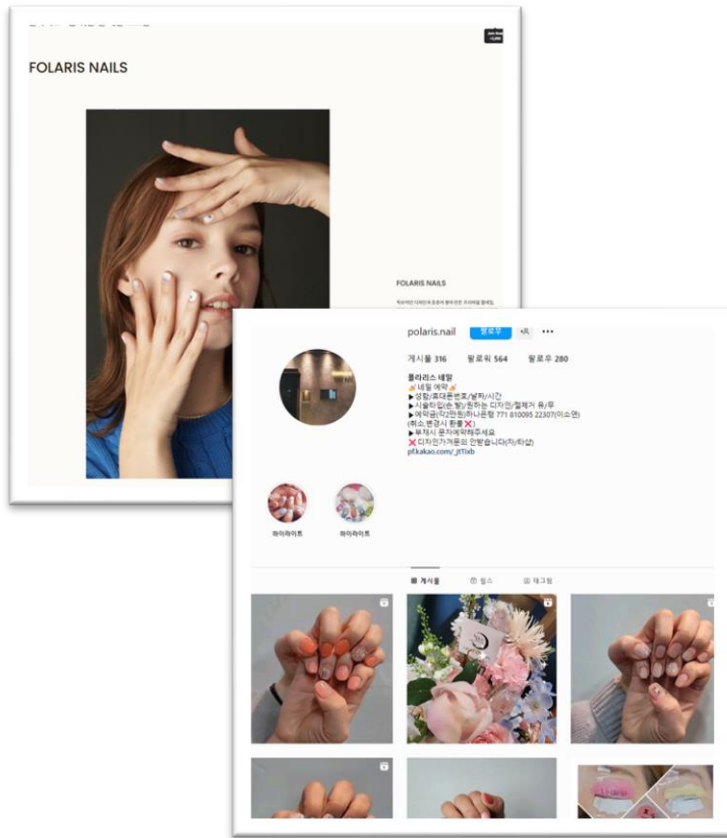 FOLARIS NAILS
FOLARIS NAILS
polaris.nail
팔로우
게시물 316
팔로워 564
팔로우 280
폴라리스 네일
💅네일 예약💅
▶성함/휴대폰번호/날짜/시간
▶시술타입(손,발)/원하는 디자인/젤제거 유/무
▶예약금(각2만원)하나은행 771 810095 22307(이소연)
(취소,변경시 환불❌)
▶부재시 문자예약해주세요
❌디자인가격문의 안받습니다(자/타샵)
pf.kakao.com/_jtTixb
하이라이트
하이라이트
게시물
릴스
태그됨